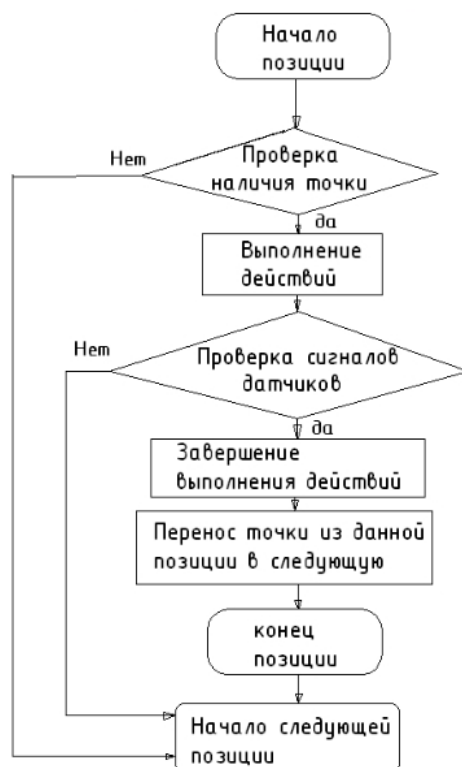 Начало
позиции
Нет
Проверка
наличия точки
да
Выполнение
действий
Нет
Проверка сигналов
датчиков
да
Завершение
выполнения действий
Перенос точки из данной
позиции в следующую
конец
позиции
Начало следующей
позиции